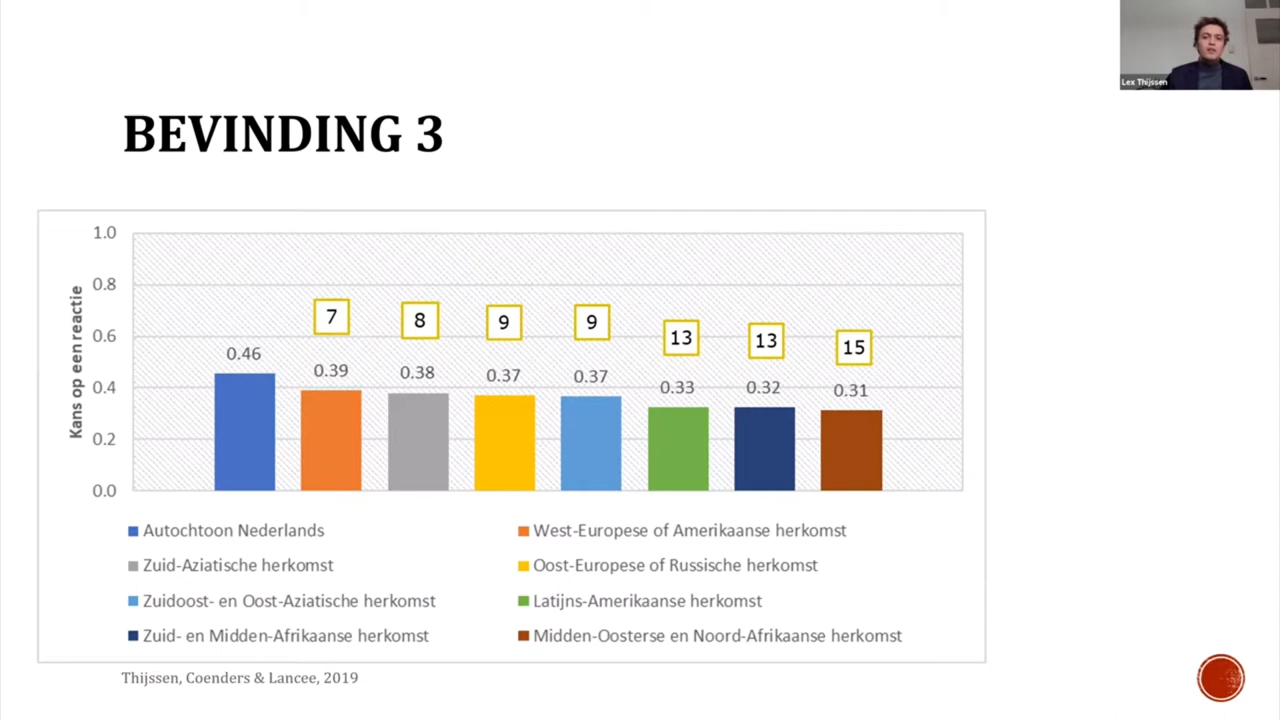 Lex Thijssen
BEVINDING 3
Kans op een reactie
1.0
0.8
0.6
0.4
0.2
0.0
7
8
9
9
13
13
15
0.46
0.39
0.38
0.37
0.37
0.33
0.32
0.31
Autochtoon Nederlands
West-Europese of Amerikaanse herkomst
Zuid-Aziatische herkomst
Oost-Europese of Russische herkomst
Zuidoost- en Oost-Aziatische herkomst
Latijns-Amerikaanse herkomst
Zuid- en Midden-Afrikaanse herkomst
Midden-Oosterse en Noord-Afrikaanse herkomst
Thijssen, Coenders & Lancee, 2019